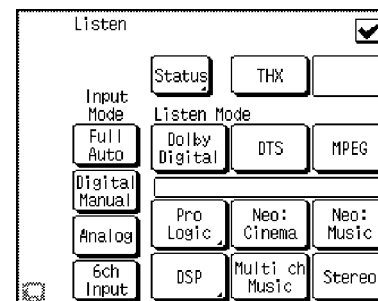 Listen
Status
THX
Input
Mode
Listen Mode
Full
Auto
Dolby
Digital
DTS
MPEG
Digital
Manual
Analog
Pro
Logic
Neo:
Cinema
Neo:
Music
6ch
Input
DSP
Multi ch
Music
Stereo